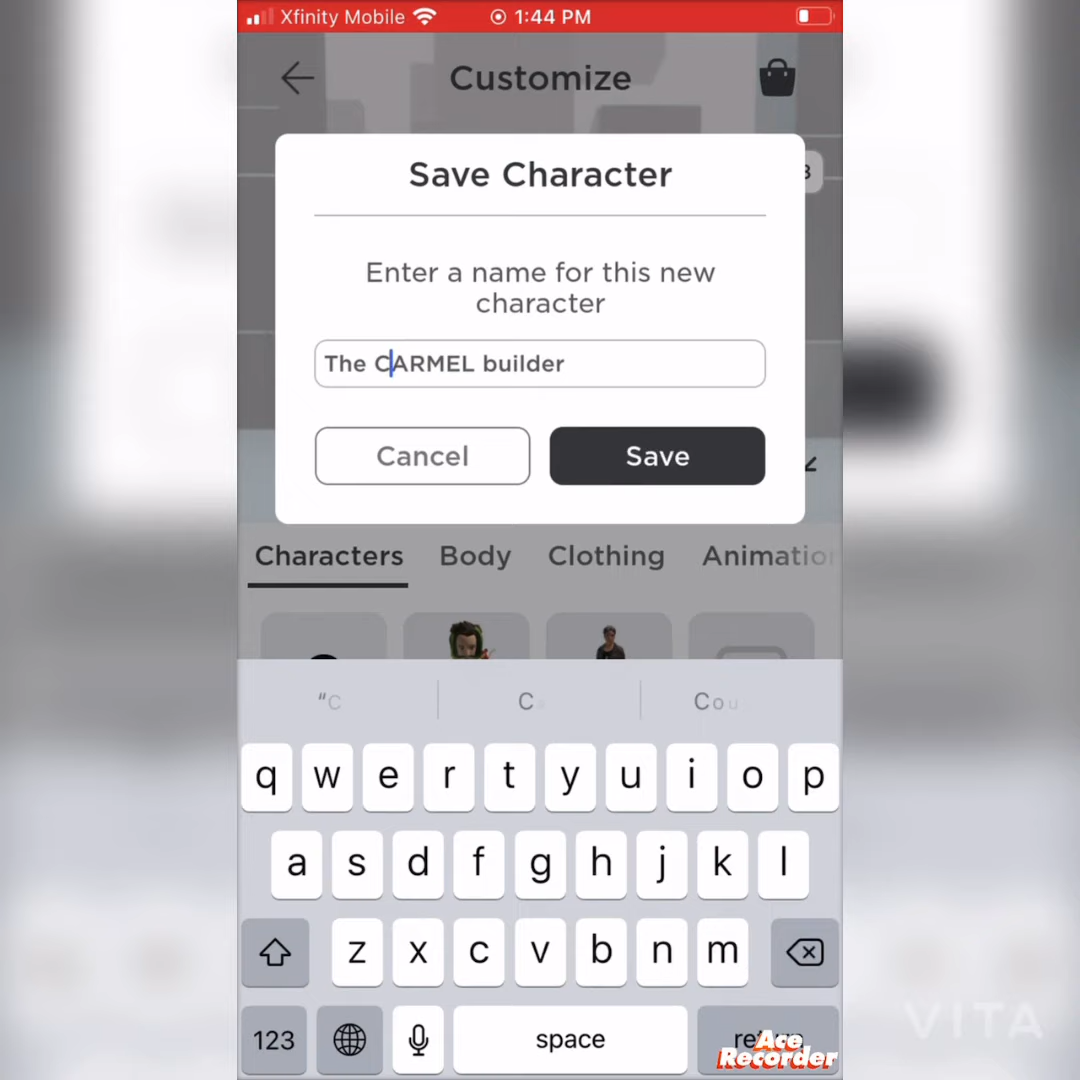 Xfinity Mobile 1:44 PM
Customize
Save Character
3
Enter a name for this new
character
The CARMEL builder
Cancel Save
Characters Body Clothing Animation
“C C Cou
q w e r t y u i o p
a s d f g h j k l
z x c v b n m
123 space
Ace
Recorder
VITA